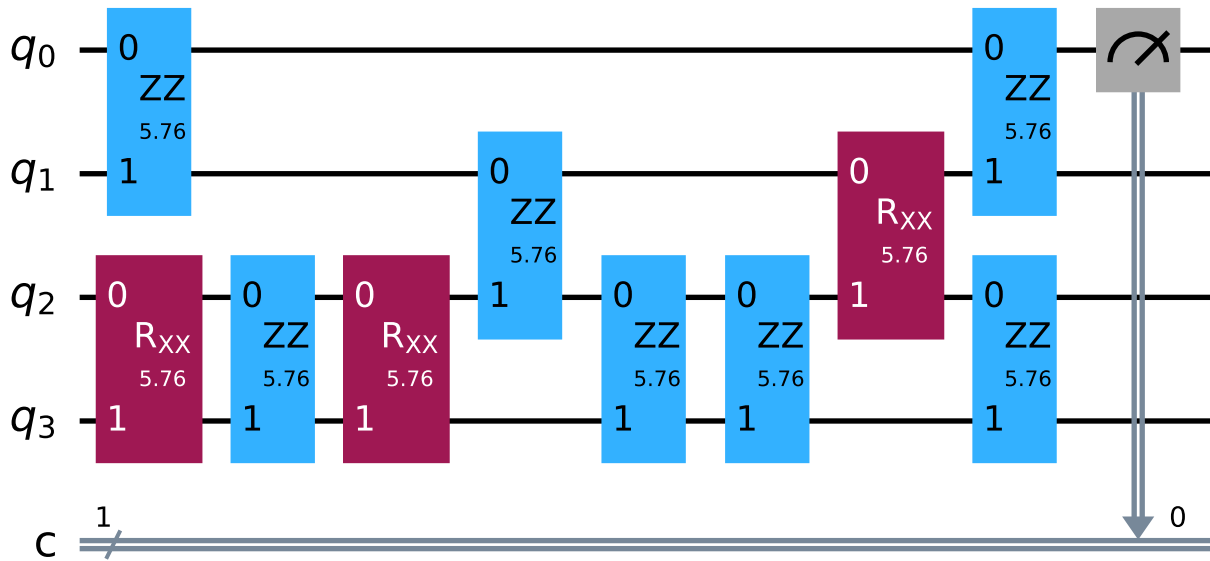 q0 0 ZZ 5.76 1 0 ZZ 5.76 1
q1 0 ZZ 5.76 1 0 RXX 5.76 1
q2 0 RXX 5.76 1 0 ZZ 5.76 1 0 RXX 5.76 1 0 ZZ 5.76 1 0 ZZ 5.76 1 0 ZZ 5.76 1
q3
c 1 0